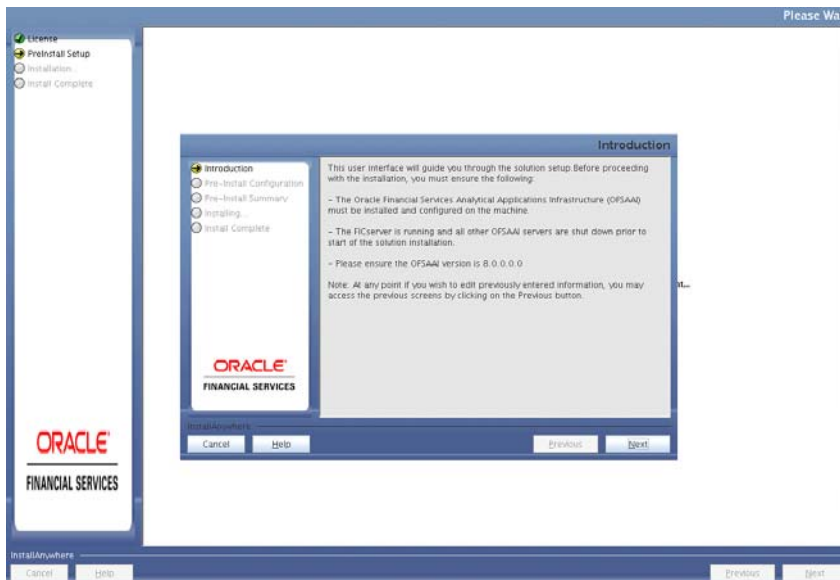 Please Wa
License
PreInstall Setup
Installation...
Install Complete
Introduction
Introduction
Pre-Install Configuration
Pre-Install Summary
Installing...
Install Complete
This user interface will guide you through the solution setup.Before proceeding
with the installation, you must ensure the following:
- The Oracle Financial Services Analytical Applications Infrastructure (OFSAAI)
must be installed and configured on the machine.
- The FICserver is running and all other OFSAAI servers are shut down prior to
start of the solution installation.
- Please ensure the OFSAAI version is 8.0.0.0.0
Note: At any point if you wish to edit previously entered information, you may
access the previous screens by clicking on the Previous button.
ORACLE®
FINANCIAL SERVICES
InstallAnywhere
Cancel
Help
Previous
Next
ORACLE®
FINANCIAL SERVICES
InstallAnywhere
Cancel
Help
Previous
Next